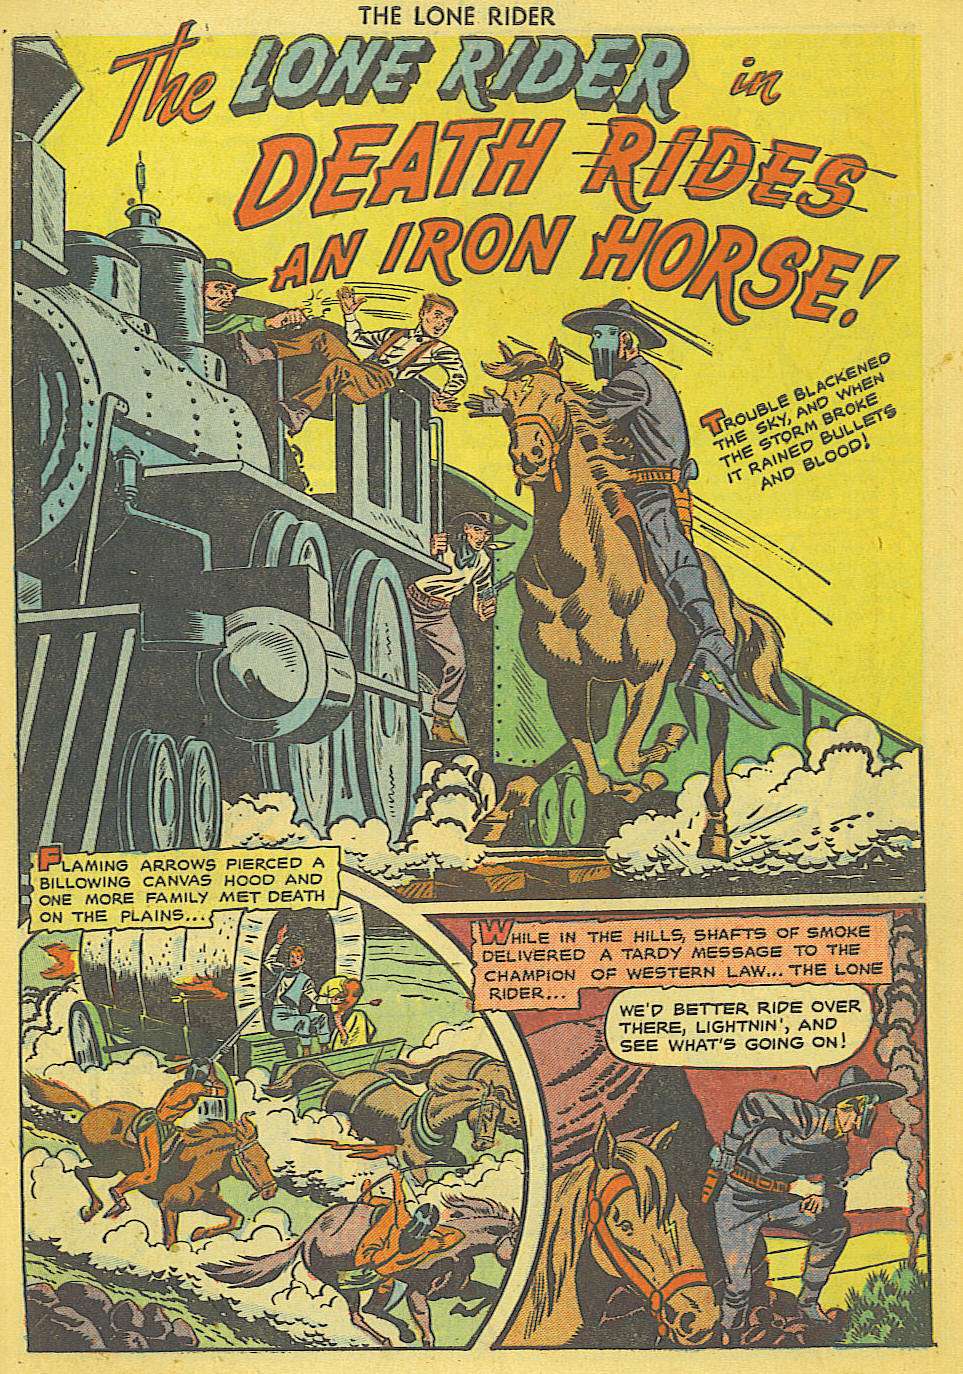 THE LONE RIDER
The LONE RIDER in
DEATH RIDES
AN IRON HORSE!
TROUBLE BLACKENED
THE SKY, AND WHEN
THE STORM BROKE
IT RAINED BULLETS
AND BLOOD!
FLAMING ARROWS PIERCED A
BILLOWING CANVAS HOOD AND
ONE MORE FAMILY MET DEATH
ON THE PLAINS...
WHILE IN THE HILLS, SHAFTS OF SMOKE
DELIVERED A TARDY MESSAGE TO THE
CHAMPION OF WESTERN LAW... THE LONE
RIDER...
WE'D BETTER RIDE OVER
THERE, LIGHTNIN', AND
SEE WHAT'S GOING ON!